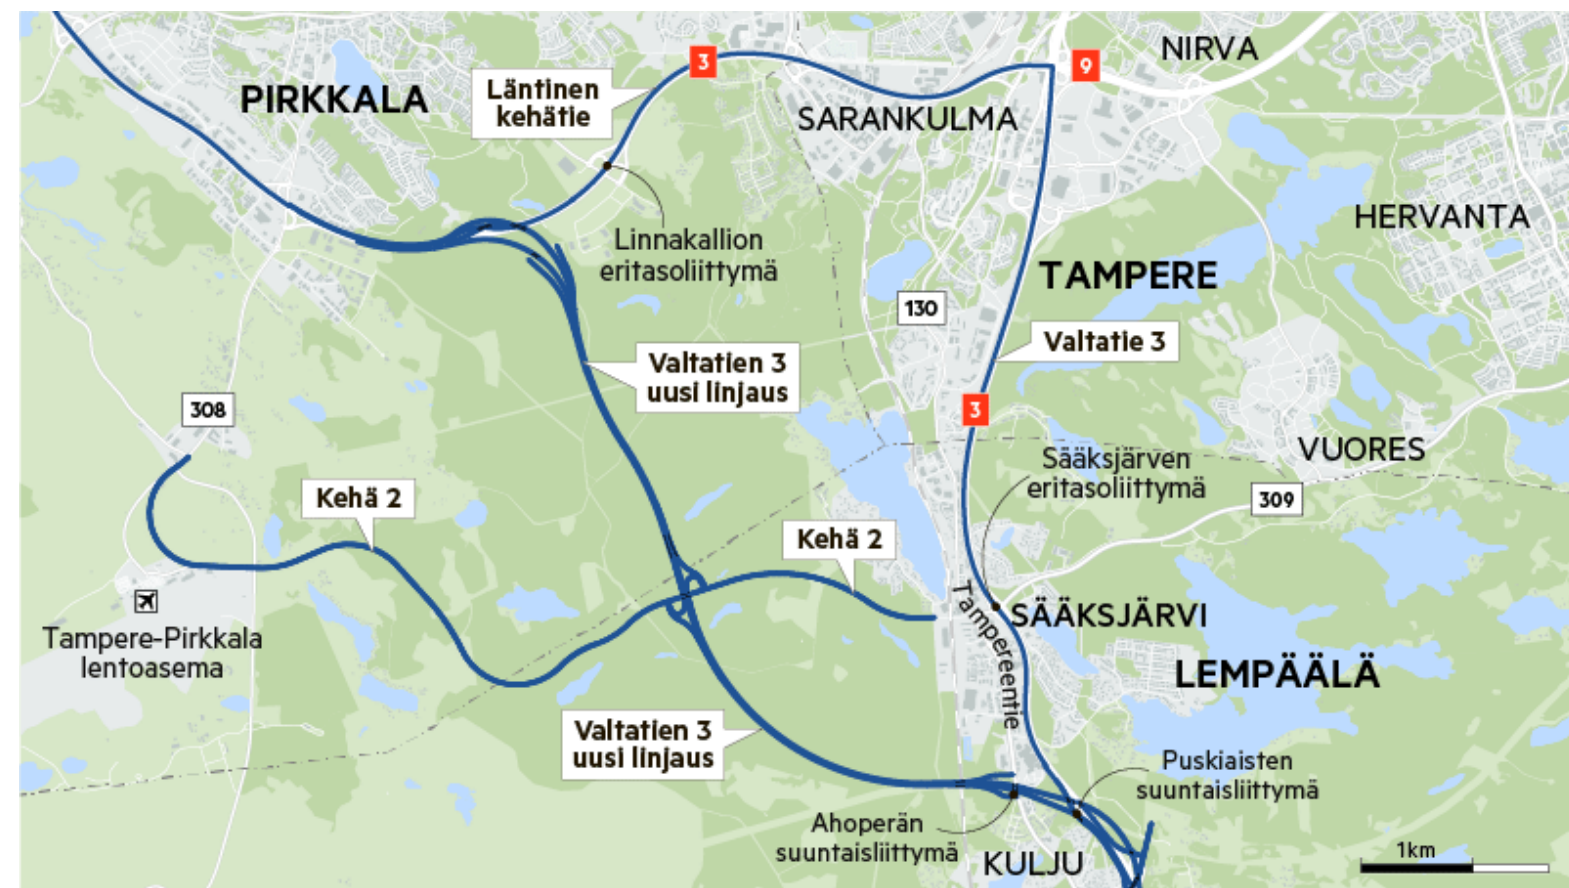 NIRVA
3
9
PIRKKALA
Läntinen
kehätie
SARANKULMA
HERVANTA
Linnakallion
eritasoliittymä
TAMPERE
130
Valtatie 3
Valtatien 3
uusi linjaus
308
3
VUORES
Sääksjärven
eritasoliittymä
309
Kehä 2
Kehä 2
Tampere-Pirkkala
lentoasema
Tampereentie
SÄÄKSJÄRVI
LEMPÄÄLÄ
Valtatien 3
uusi linjaus
Puskiaisten
suuntaisliittymä
Ahoperän
suuntaisliittymä
KULJU
1km